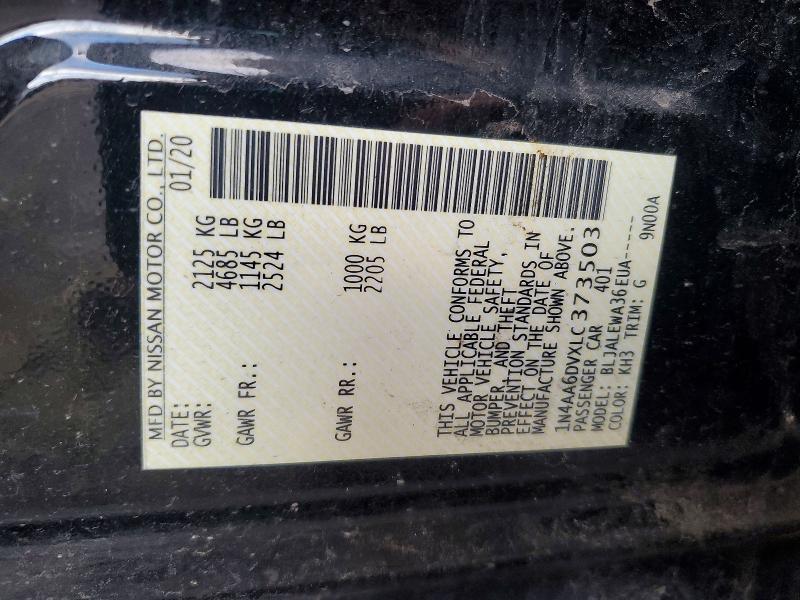 MFD BY NISSAN MOTOR CO., LTD.
DATE: 01/20
GVWR: 2125 KG
4685 LB
GAWR FR.: 1145 KG
2524 LB
GAWR RR.: 1000 KG
2205 LB
THIS VEHICLE CONFORMS TO
ALL APPLICABLE FEDERAL
MOTOR VEHICLE SAFETY,
BUMPER, AND THEFT
PREVENTION STANDARDS IN
EFFECT ON THE DATE OF
MANUFACTURE SHOWN ABOVE.
1N4AA6DVXLC373503
PASSENGER CAR 401
MODEL: BLJALEWA36EUA-----
COLOR: KH3 TRIM: G
9N00A